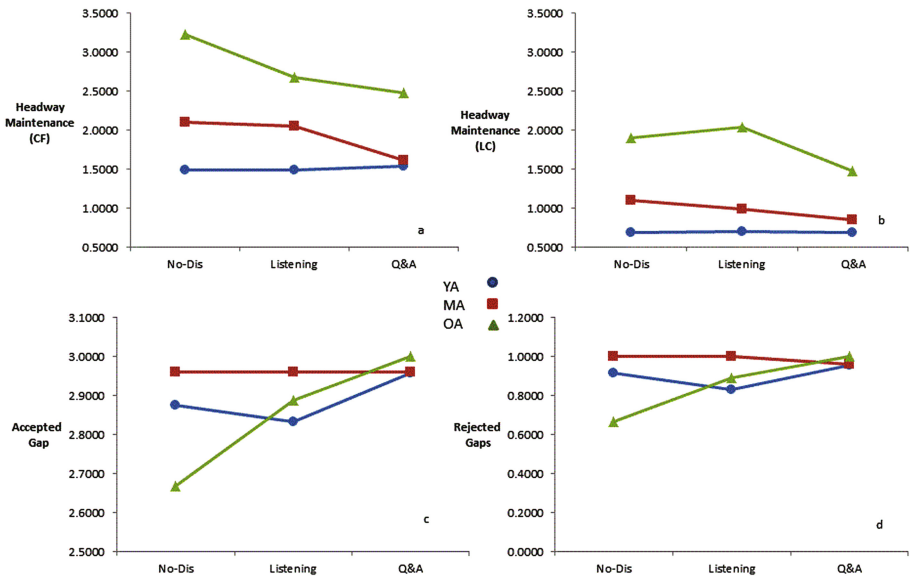 3.5000
3.0000
2.5000
2.0000
1.5000
1.0000
0.5000
Headway
Maintenance
(CF)
No-Dis Listening Q&A
a
3.5000
3.0000
2.5000
2.0000
1.5000
1.0000
0.5000
Headway
Maintenance
(LC)
No-Dis Listening Q&A
b
YA
MA
OA
3.1000
3.0000
2.9000
2.8000
2.7000
2.6000
2.5000
Accepted
Gap
No-Dis Listening Q&A
c
1.2000
1.0000
0.8000
0.6000
0.4000
0.2000
0.0000
Rejected
Gaps
No-Dis Listening Q&A
d